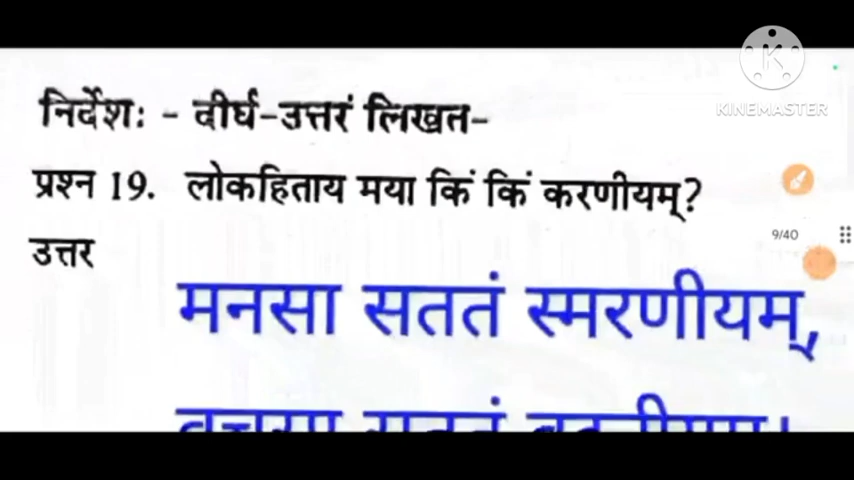 KINEMASTER
निर्देशः - दीर्घ-उत्तरं लिखत-
प्रश्न 19. लोकहिताय मया किं किं करणीयम्?
9/40
उत्तर
मनसा सततं स्मरणीयम्,